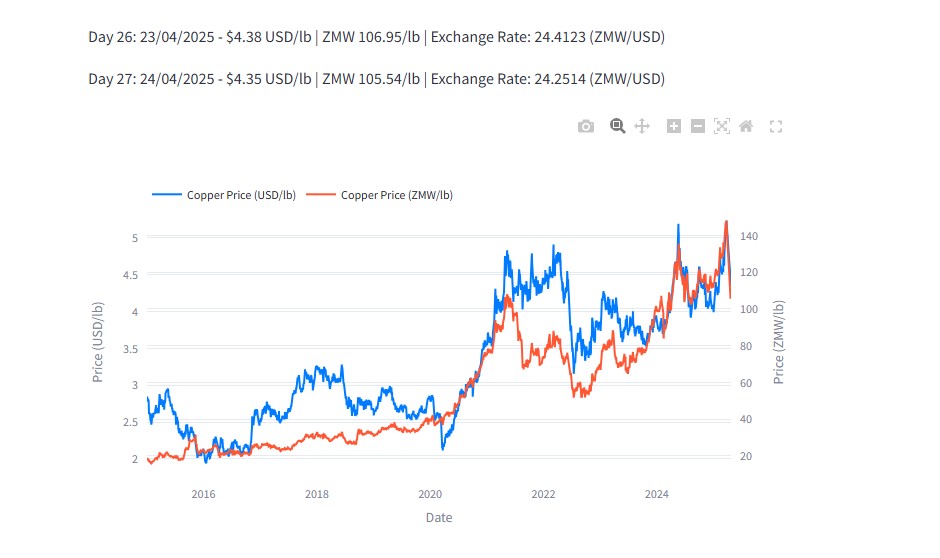 Day 26: 23/04/2025 - $4.38 USD/lb | ZMW 106.95/lb | Exchange Rate: 24.4123 (ZMW/USD)
Day 27: 24/04/2025 - $4.35 USD/lb | ZMW 105.54/lb | Exchange Rate: 24.2514 (ZMW/USD)
Copper Price (USD/lb) Copper Price (ZMW/lb)
5 140
4.5 120
4 100
3.5 80
3 60
2.5 40
2 20
Price (USD/lb)
Price (ZMW/lb)
2016 2018 2020 2022 2024
Date